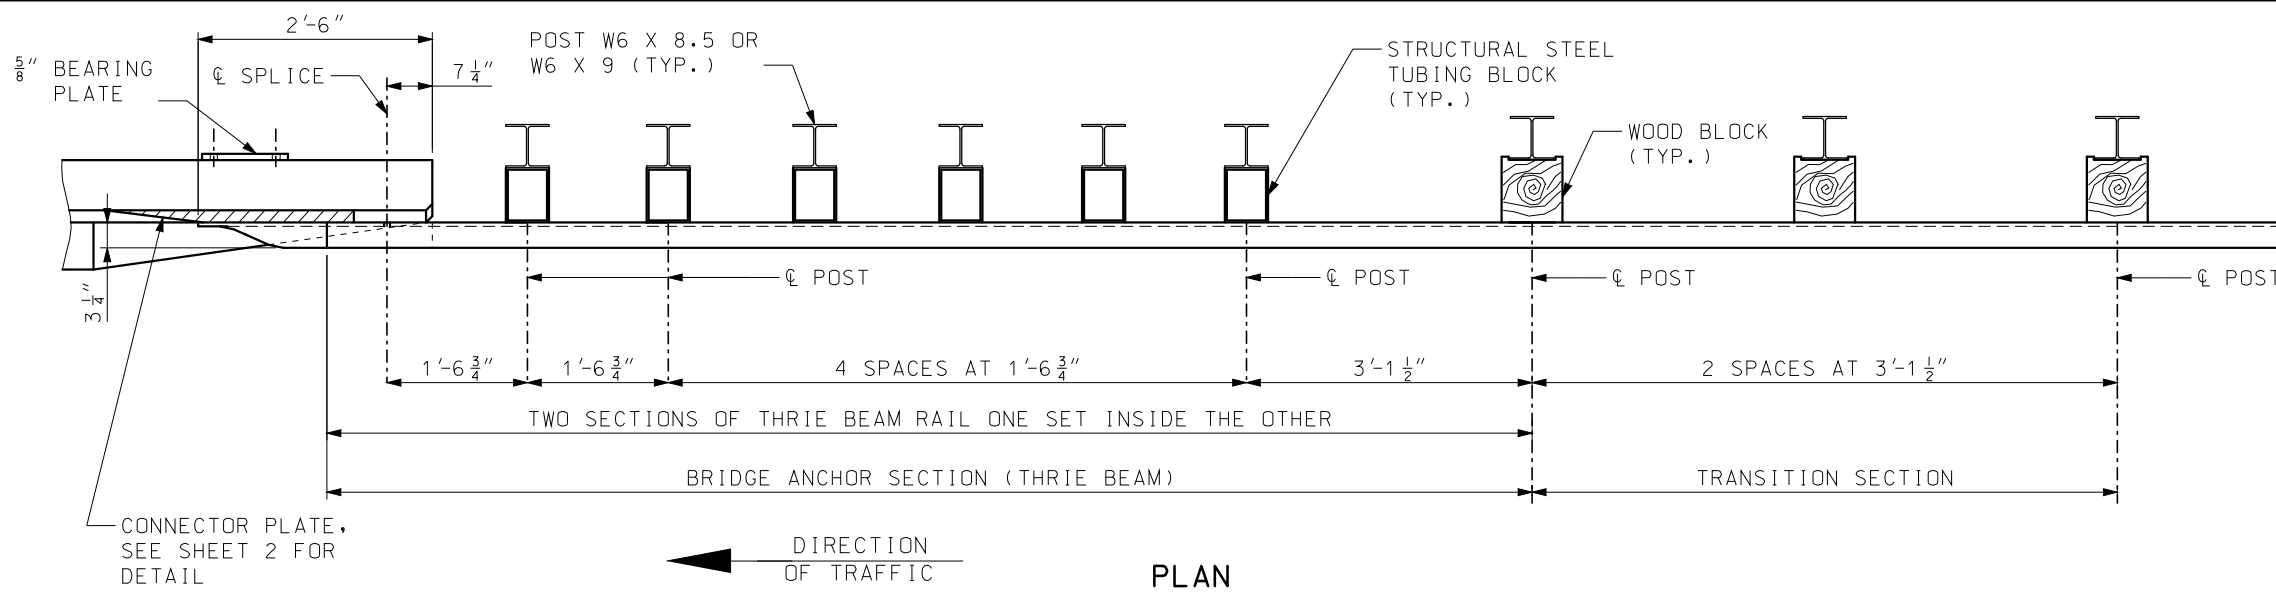 2'-6"
5/8" BEARING
PLATE
℄ SPLICE
7 1/4"
POST W6 X 8.5 OR
W6 X 9 (TYP.)
STRUCTURAL STEEL
TUBING BLOCK
(TYP.)
WOOD BLOCK
(TYP.)
3 1/4"
℄ POST
℄ POST
℄ POST
℄ POST
1'-6 3/4"
1'-6 3/4"
4 SPACES AT 1'-6 3/4"
3'-1 1/2"
2 SPACES AT 3'-1 1/2"
TWO SECTIONS OF THRIE BEAM RAIL ONE SET INSIDE THE OTHER
BRIDGE ANCHOR SECTION (THRIE BEAM)
TRANSITION SECTION
CONNECTOR PLATE,
SEE SHEET 2 FOR
DETAIL
DIRECTION
OF TRAFFIC
PLAN